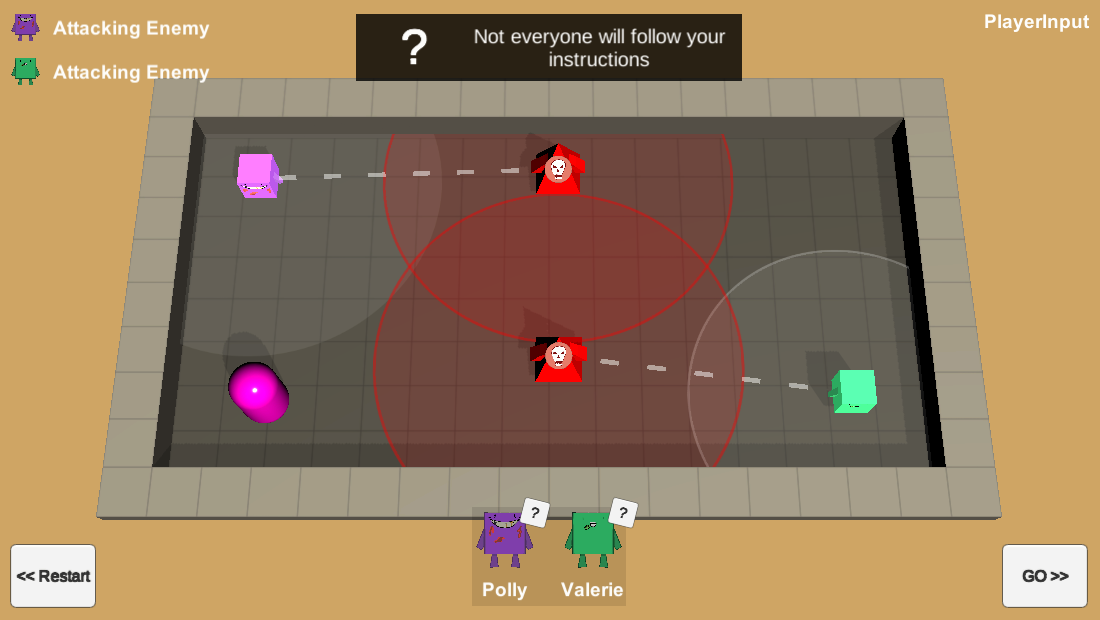 Attacking Enemy
Attacking Enemy
?
Not everyone will follow your
instructions
PlayerInput
?
?
Polly
Valerie
<< Restart
GO >>